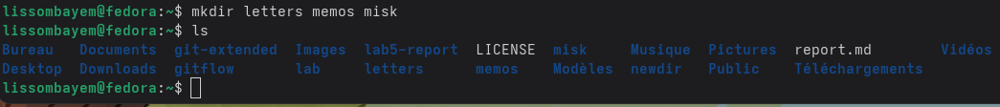 lissombayem@fedora:~$ mkdir letters memos misk
lissombayem@fedora:~$ ls
Bureau Documents git-extended Images lab5-report LICENSE misk Musique Pictures report.md Vidéos
Desktop Downloads gitflow lab letters memos Modèles newdir Public Téléchargements
lissombayem@fedora:~$